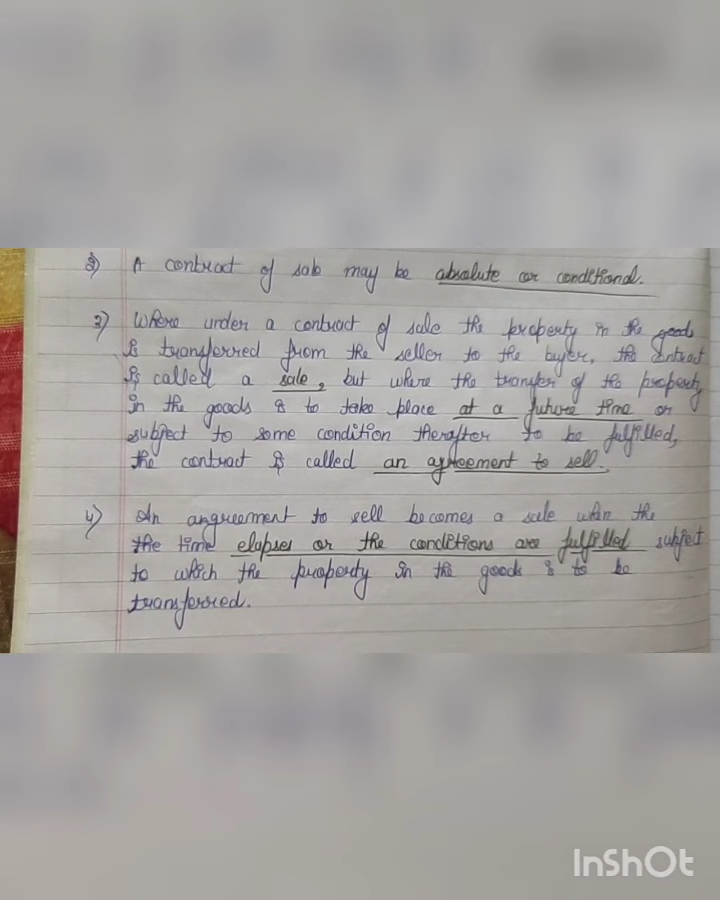 2) A contract of sale may be absolute or conditional.
3) Where under a contract of sale the property in the goods
is transferred from the seller to the buyer, the contract
is called a sale, but where the transfer of the property
in the goods is to take place at a future time or
subject to some condition therafter to be fulfilled,
the contract is called an agreement to sell.
4) An angreement to sell becomes a sale when the
the time elapses or the conditions are fulfilled subject
to which the property in the goods is to be
transferred.
InShOt